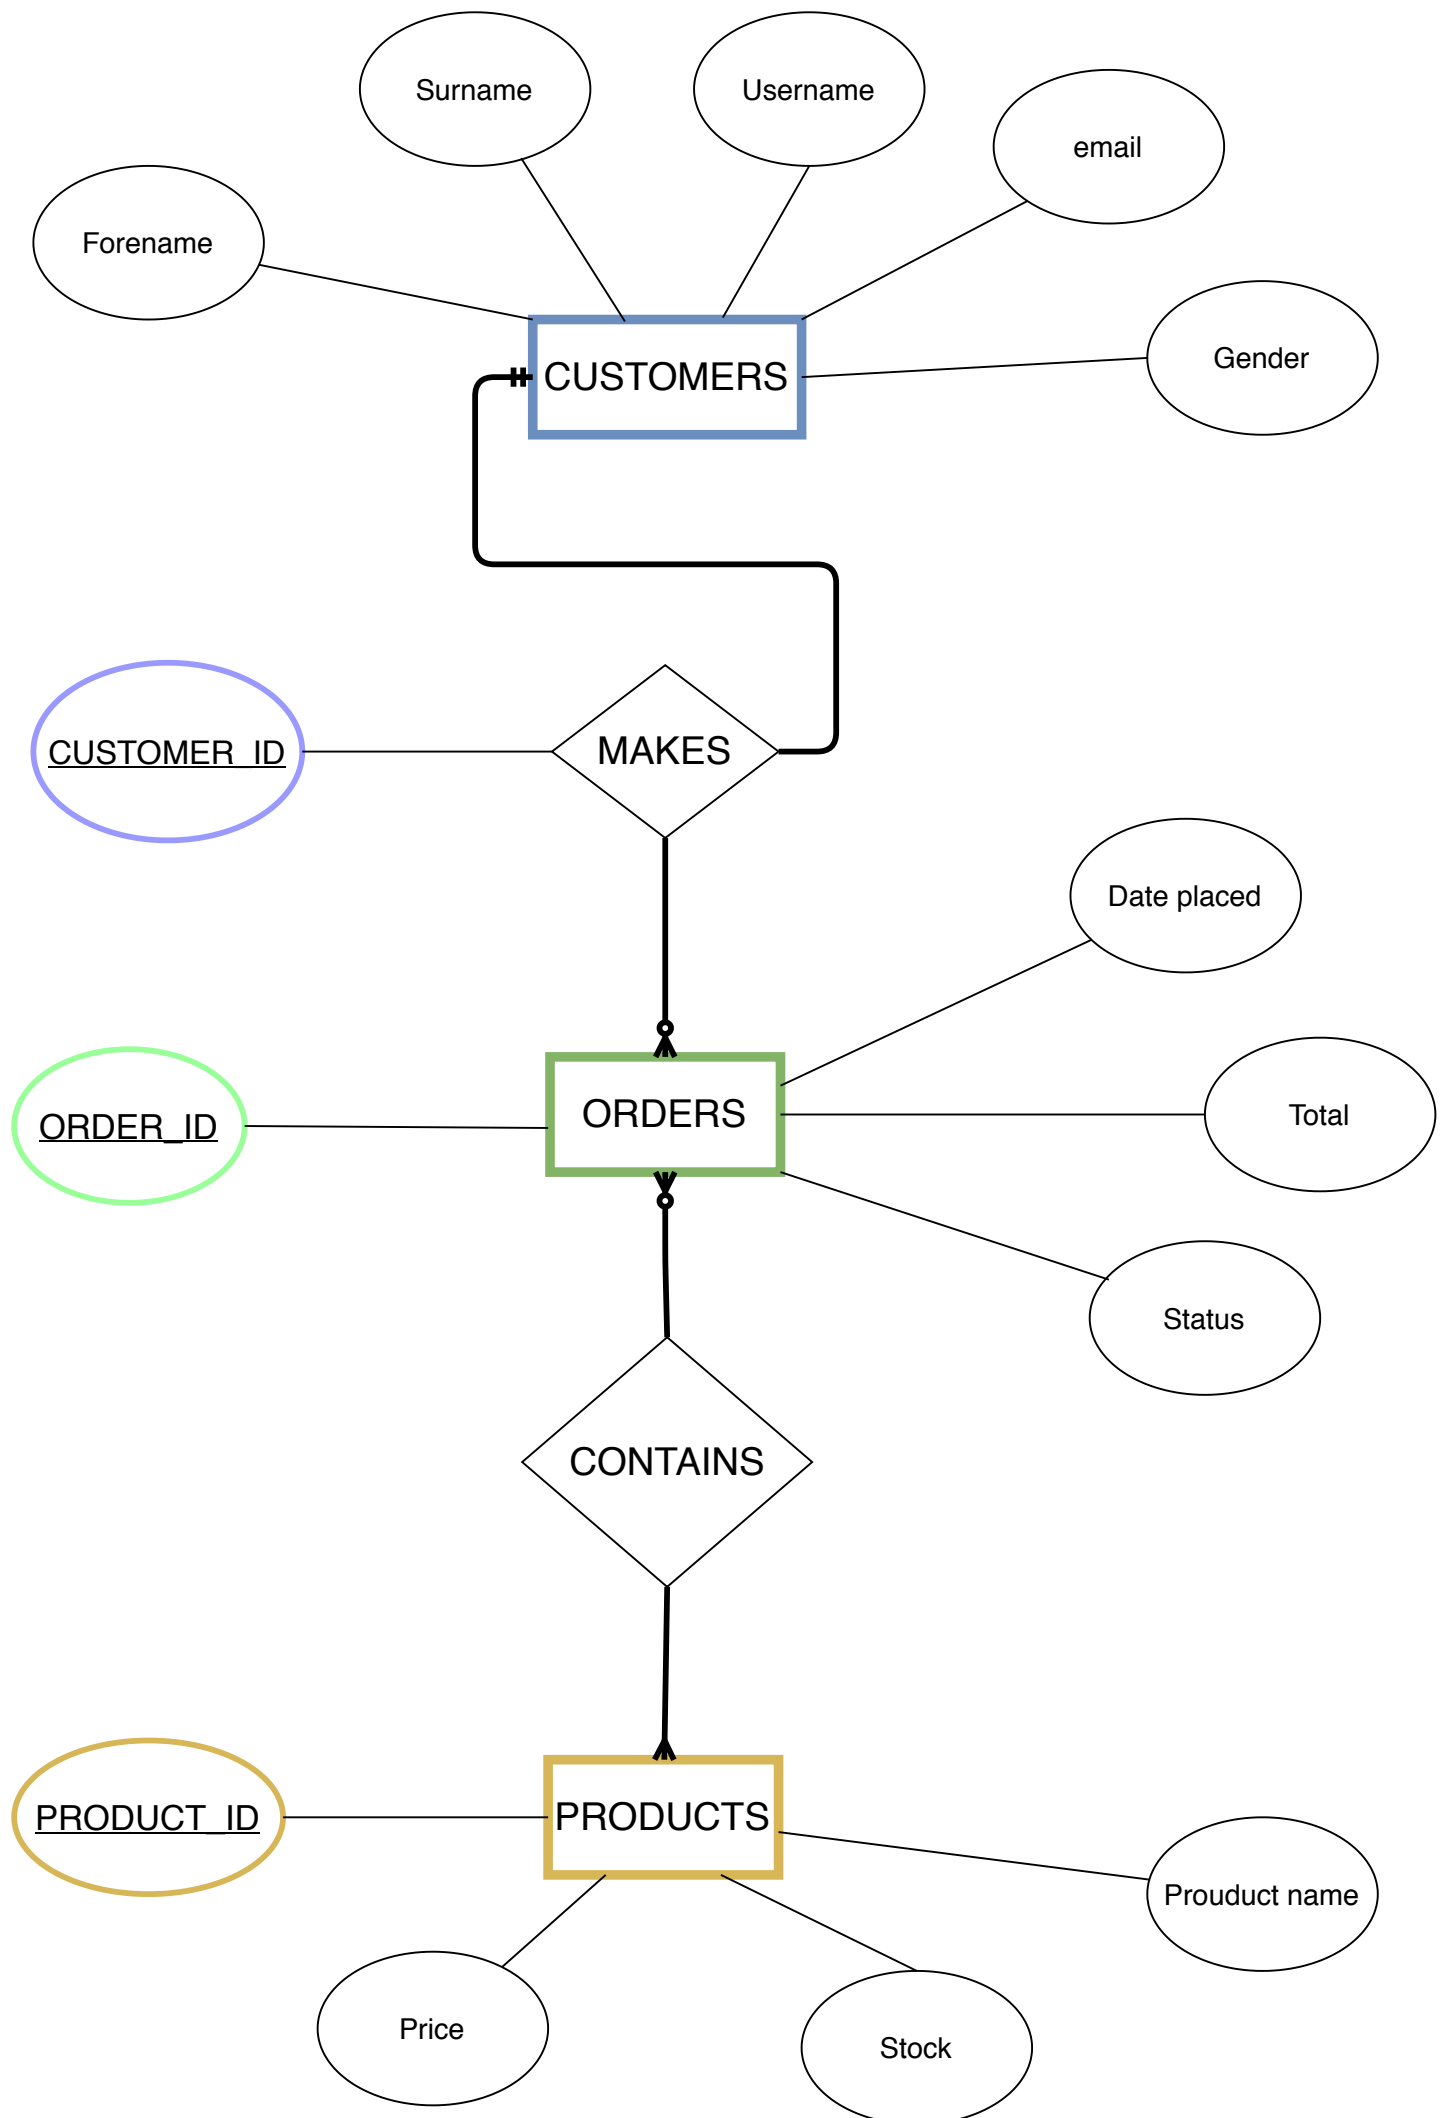 Surname
Username
email
Forename
Gender
CUSTOMERS
CUSTOMER_ID
MAKES
Date placed
ORDER_ID
ORDERS
Total
Status
CONTAINS
PRODUCT_ID
PRODUCTS
Prouduct name
Price
Stock